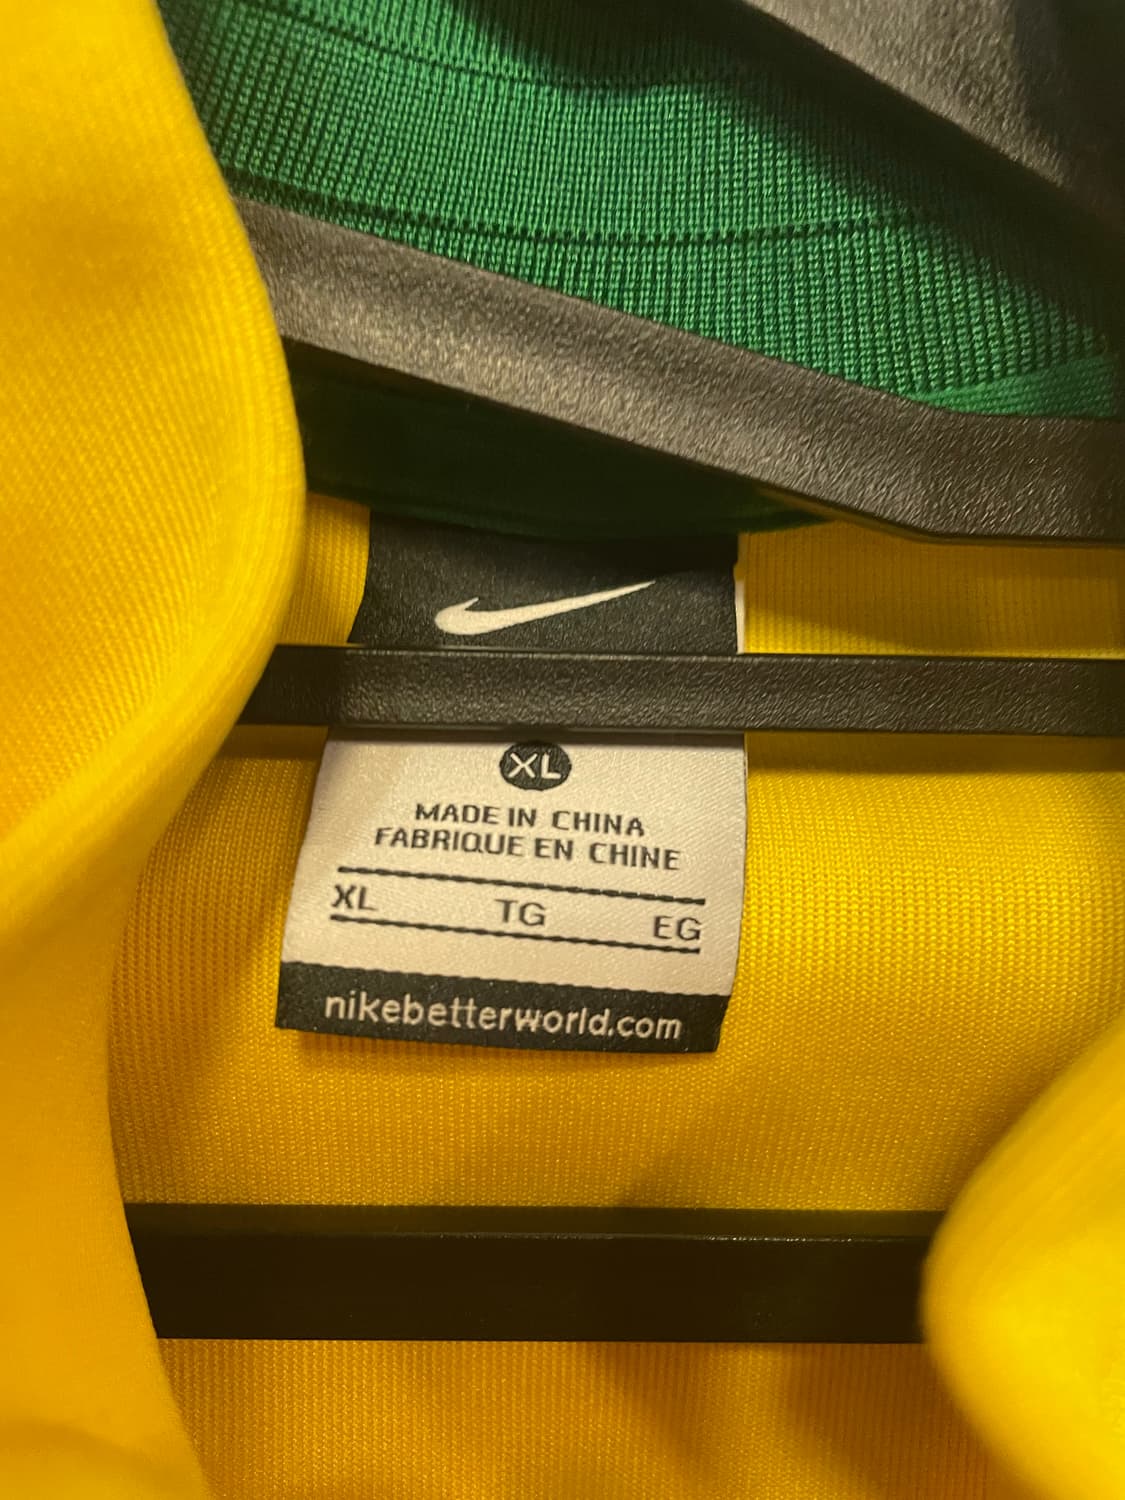 XL
MADE IN CHINA
FABRIQUE EN CHINE
XL TG EG
nikebetterworld.com